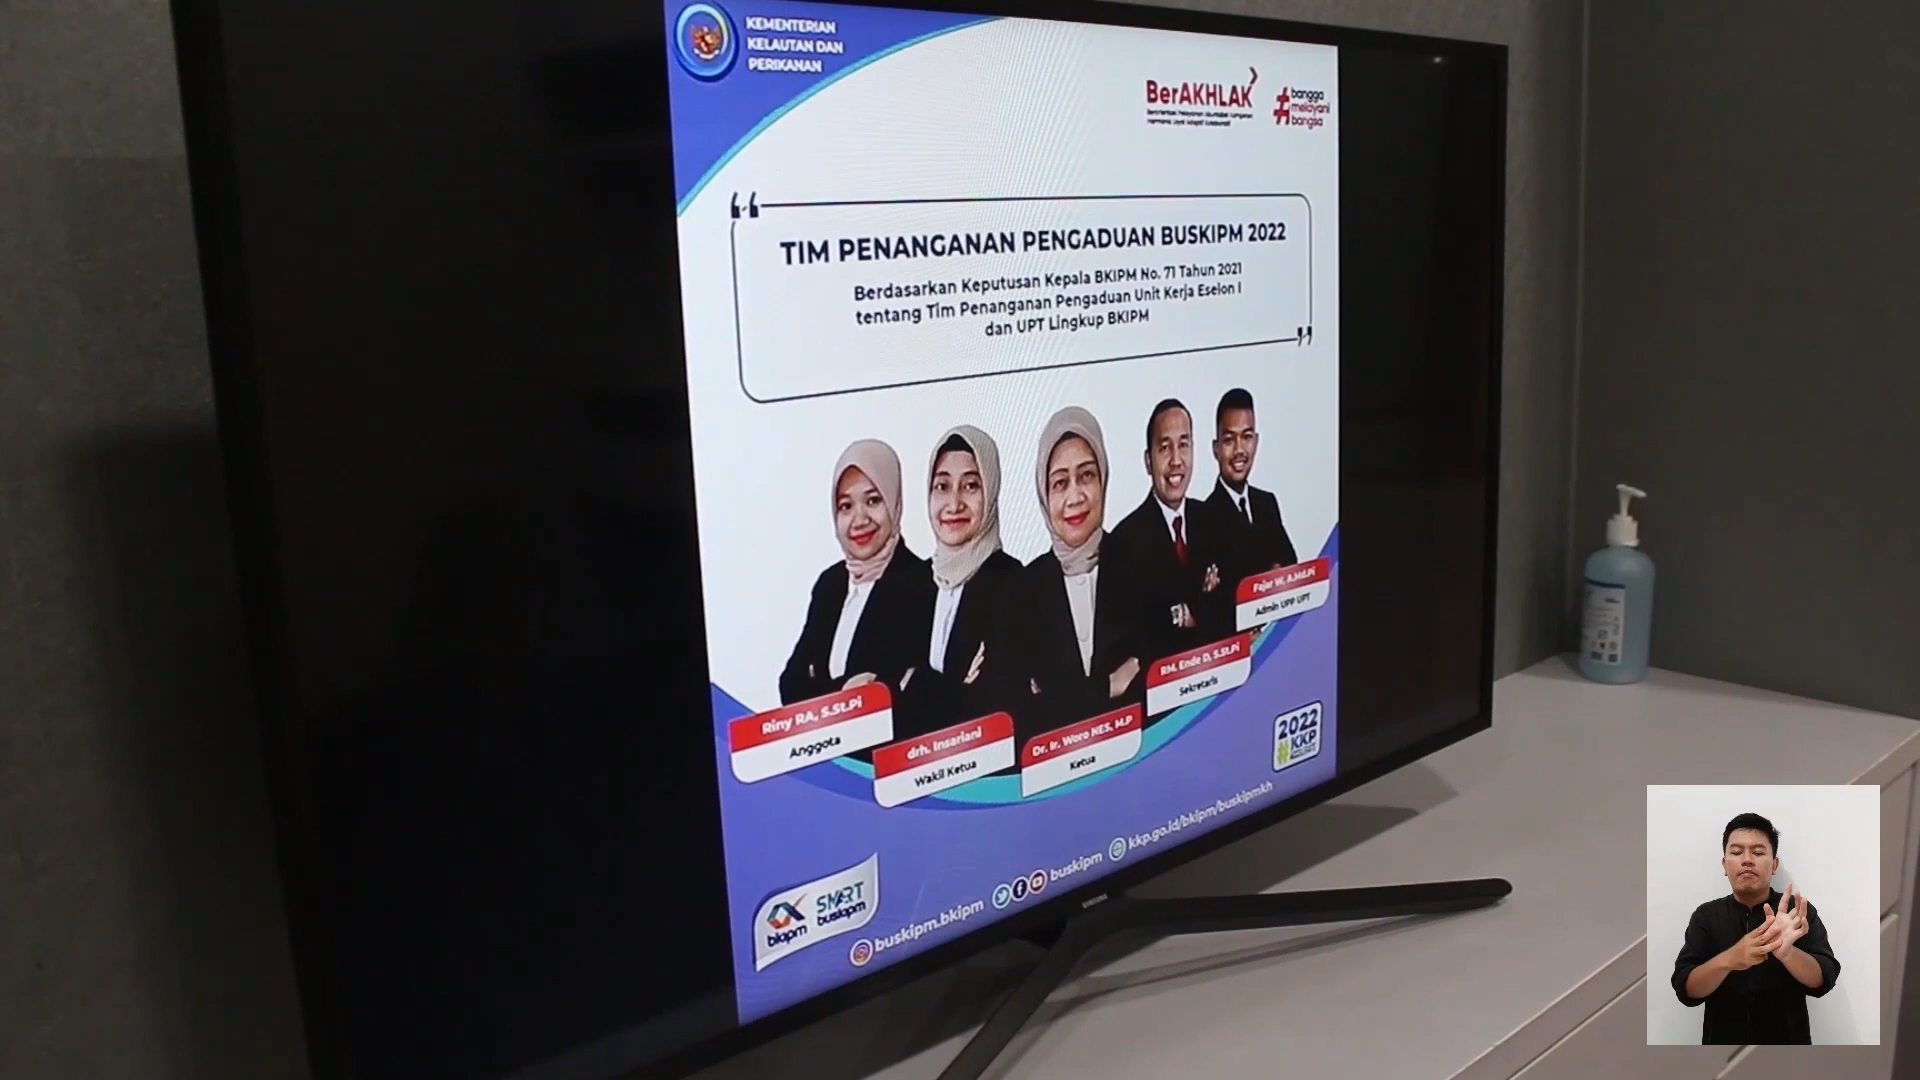 KEMENTERIAN
KELAUTAN DAN
PERIKANAN
BerAKHLAK
#bangga
melayani
bangsa
TIM PENANGANAN PENGADUAN BUSKIPM 2022
Berdasarkan Keputusan Kepala BKIPM No. 71 Tahun 2021
tentang Tim Penanganan Pengaduan Unit Kerja Eselon I
dan UPT Lingkup BKIPM
Fajar W, A.Md.Pi
Admin UPP UPT
RM. Ende D, S.St.Pi
Sekretaris
Riny RA, S.St.Pi
Anggota
drh. Insariani
Wakil Ketua
Dr. Ir. Woro NES, M.P
Ketua
2022
#KKP
bkipm
SMART
buskipm
buskipm.bkipm
buskipm
kkp.go.id/bkipm/buskipmkh
SAMSUNG